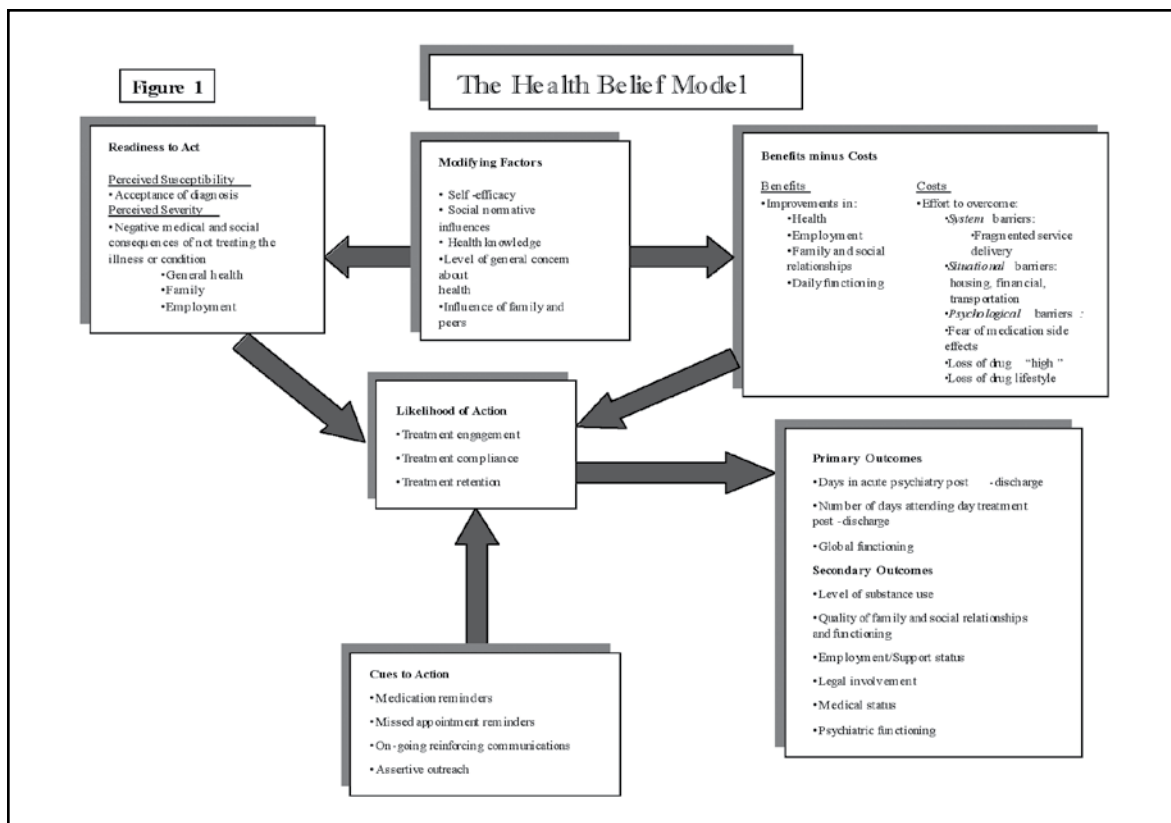 Figure 1
The Health Belief Model
Readiness to Act
Perceived Susceptibility
•Acceptance of diagnosis
Perceived Severity
•Negative medical and social
consequences of not treating the
illness or condition
•General health
•Family
•Employment
Modifying Factors
• Self -efficacy
• Social normative
influences
• Health knowledge
•Level of general concern
about
health
•Influence of family and
peers
Benefits minus Costs
Benefits
•Improvements in:
•Health
•Employment
•Family and social
relationships
•Daily functioning
Costs
•Effort to overcome:
•System barriers:
•Fragmented service
delivery
•Situational barriers:
housing, financial,
transportation
•Psychological barriers :
•Fear of medication side
effects
•Loss of drug “high ”
•Loss of drug lifestyle
Likelihood of Action
•Treatment engagement
•Treatment compliance
•Treatment retention
Primary Outcomes
•Days in acute psychiatry post -discharge
•Number of days attending day treatment
post -discharge
•Global functioning
Secondary Outcomes
•Level of substance use
•Quality of family and social relationships
and functioning
•Employment/Support status
•Legal involvement
•Medical status
•Psychiatric functioning
Cues to Action
•Medication reminders
•Missed appointment reminders
•On -going reinforcing communications
•Assertive outreach